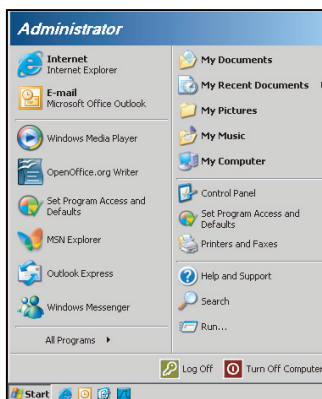 Administrator
Internet
Internet Explorer
E-mail
Microsoft Office Outlook
Windows Media Player
OpenOffice.org Writer
Set Program Access and
Defaults
MSN Explorer
Outlook Express
Windows Messenger
All Programs
My Documents
My Recent Documents
My Pictures
My Music
My Computer
Control Panel
Set Program Access and
Defaults
Printers and Faxes
Help and Support
Search
Run...
Log Off
Turn Off Computer
Start